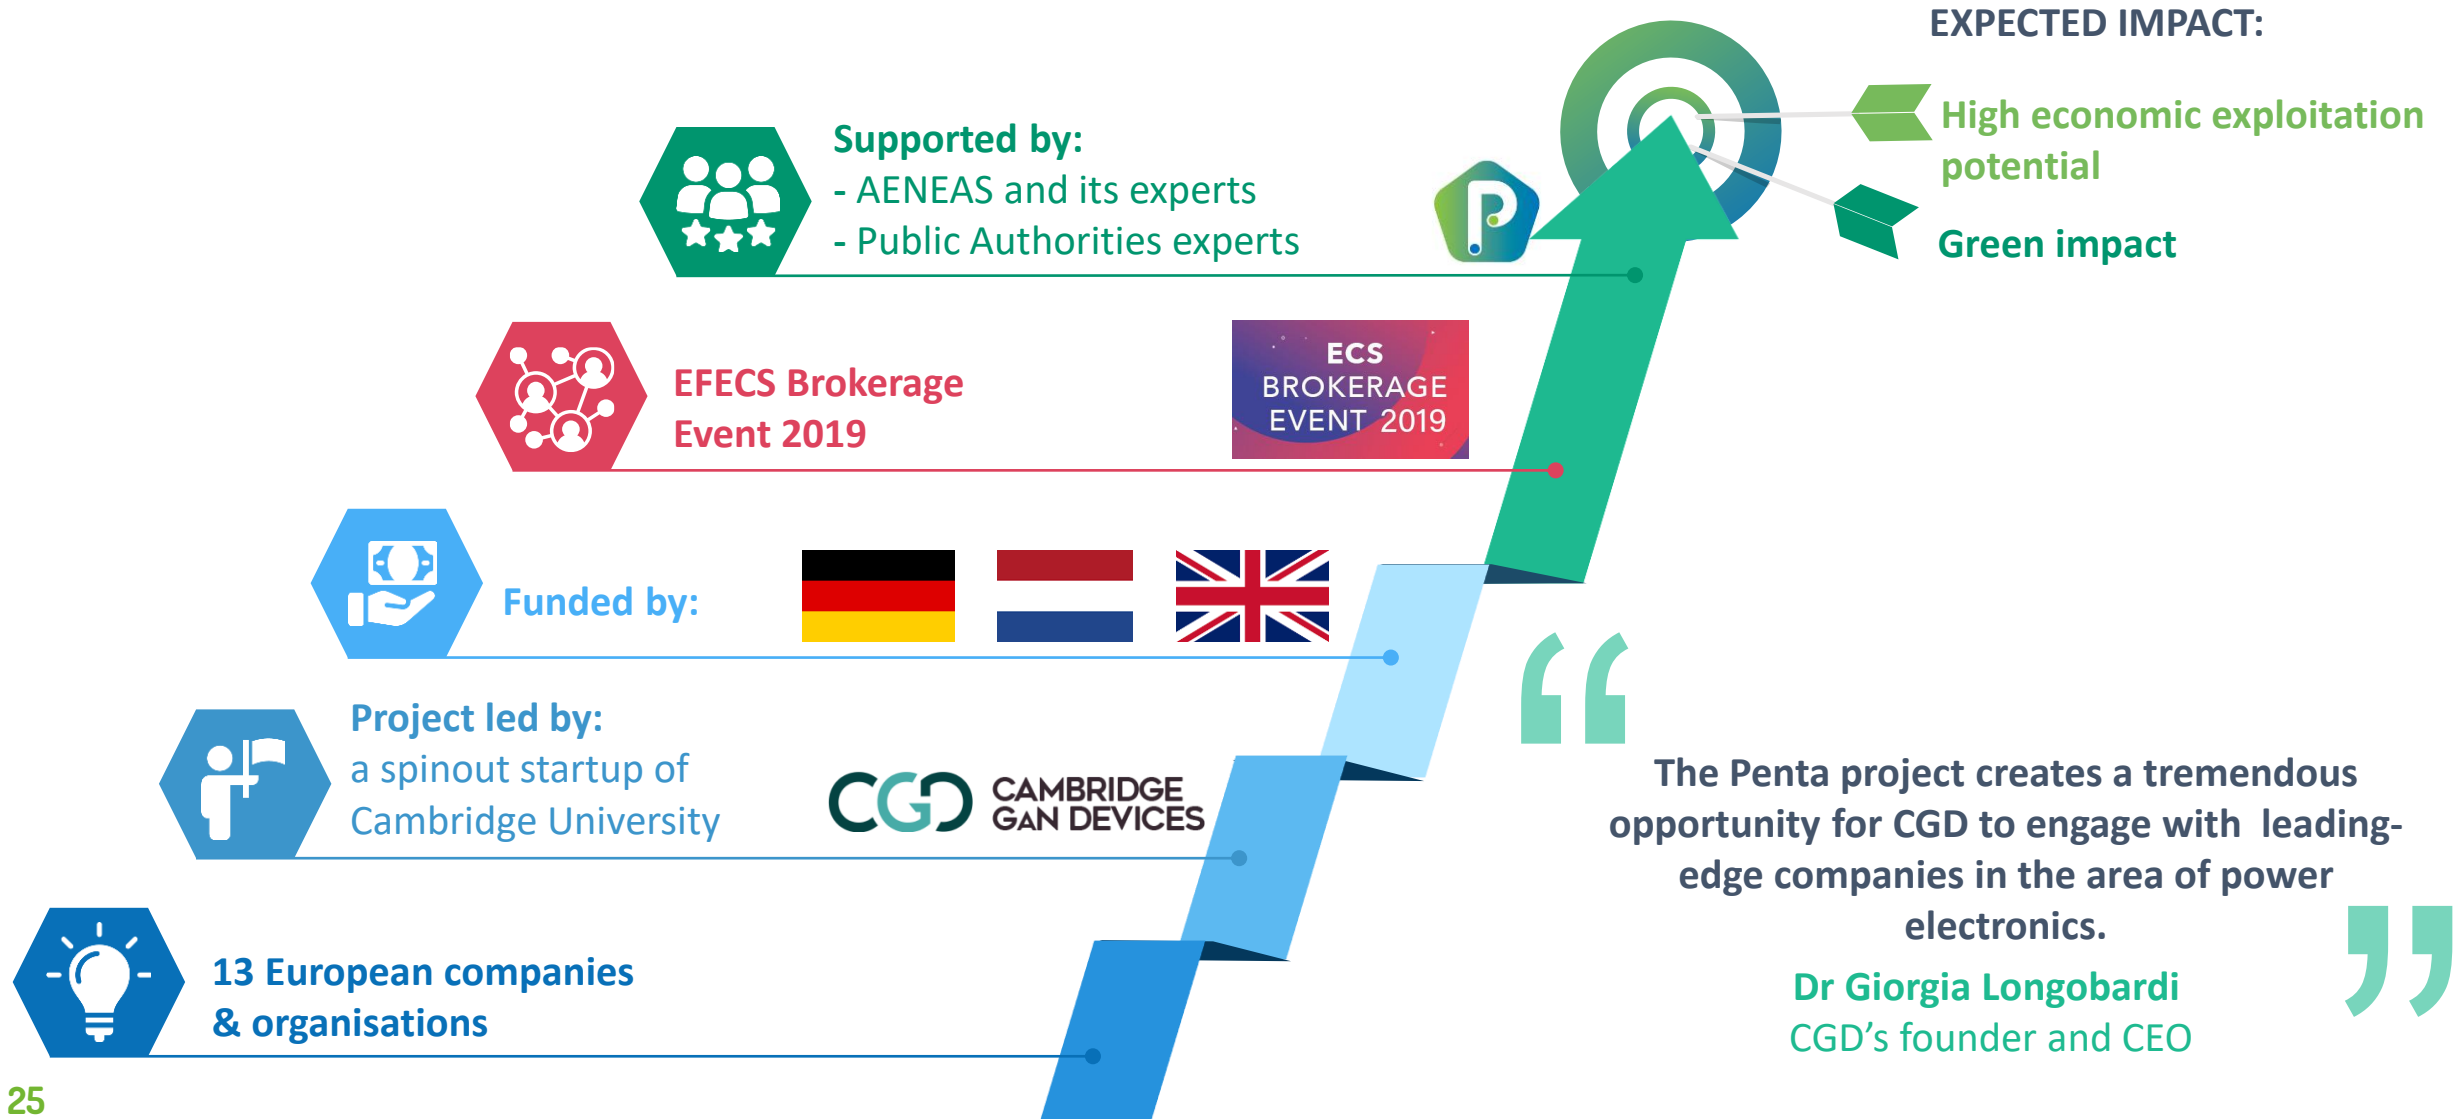 EXPECTED IMPACT:
High economic exploitation
potential
Green impact
Supported by:
- AENEAS and its experts
- Public Authorities experts
P
EFECS Brokerage
Event 2019
ECS
BROKERAGE
EVENT 2019
Funded by:
Project led by:
a spinout startup of
Cambridge University
CGD
CAMBRIDGE
GAN DEVICES
13 European companies
& organisations
“
The Penta project creates a tremendous
opportunity for CGD to engage with  leading-
edge companies in the area of power
electronics.
”
Dr Giorgia Longobardi
CGD’s founder and CEO
25